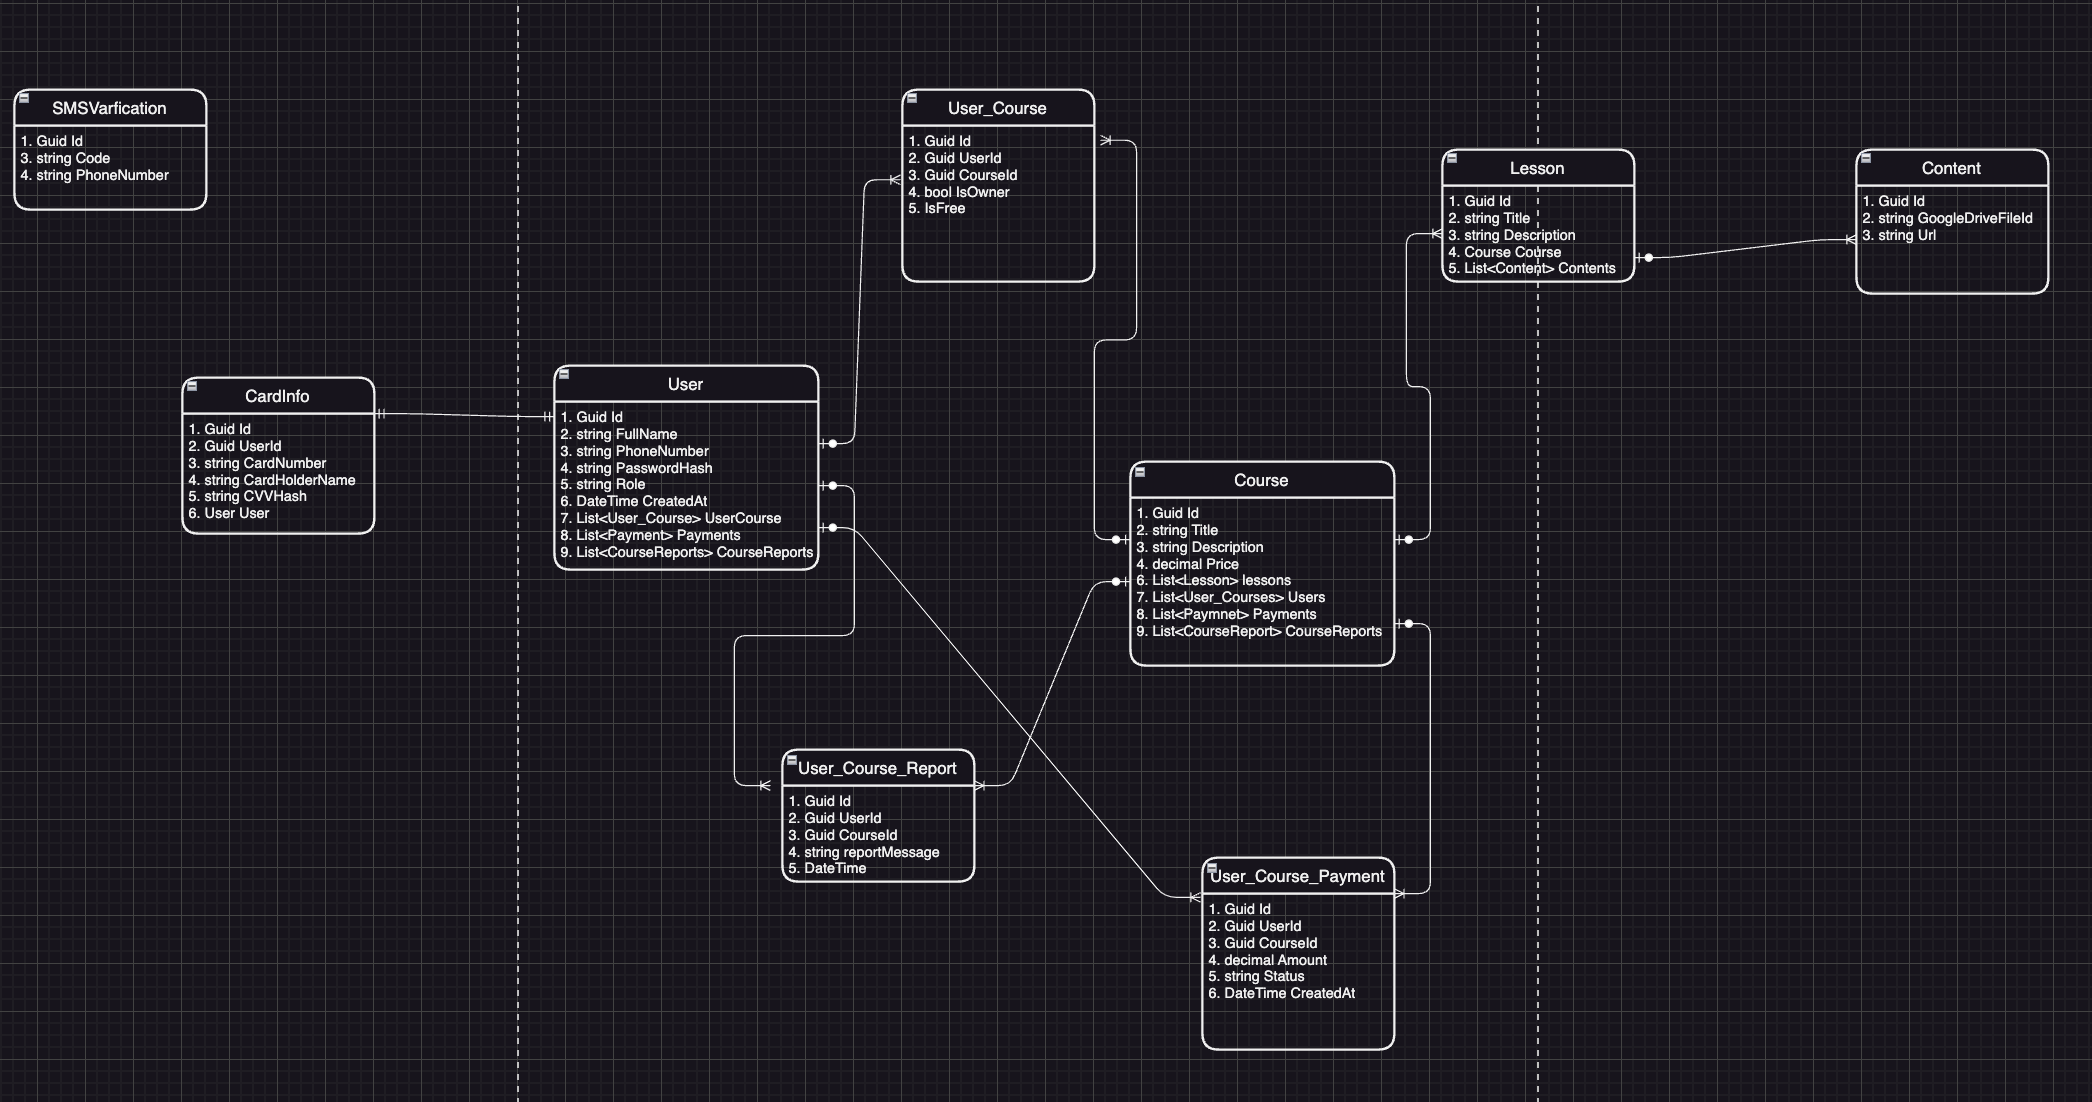 SMSVarfication
1. Guid Id
3. string Code
4. string PhoneNumber
User_Course
1. Guid Id
2. Guid UserId
3. Guid CourseId
4. bool IsOwner
5. IsFree
Lesson
1. Guid Id
2. string Title
3. string Description
4. Course Course
5. List<Content> Contents
Content
1. Guid Id
2. string GoogleDriveFileId
3. string Url
CardInfo
1. Guid Id
2. Guid UserId
3. string CardNumber
4. string CardHolderName
5. string CVVHash
6. User User
User
1. Guid Id
2. string FullName
3. string PhoneNumber
4. string PasswordHash
5. string Role
6. DateTime CreatedAt
7. List<User_Course> UserCourse
8. List<Payment> Payments
9. List<CourseReports> CourseReports
Course
1. Guid Id
2. string Title
3. string Description
4. decimal Price
6. List<Lesson> lessons
7. List<User_Courses> Users
8. List<Paymnet> Payments
9. List<CourseReport> CourseReports
User_Course_Report
1. Guid Id
2. Guid UserId
3. Guid CourseId
4. string reportMessage
5. DateTime
User_Course_Payment
1. Guid Id
2. Guid UserId
3. Guid CourseId
4. decimal Amount
5. string Status
6. DateTime CreatedAt